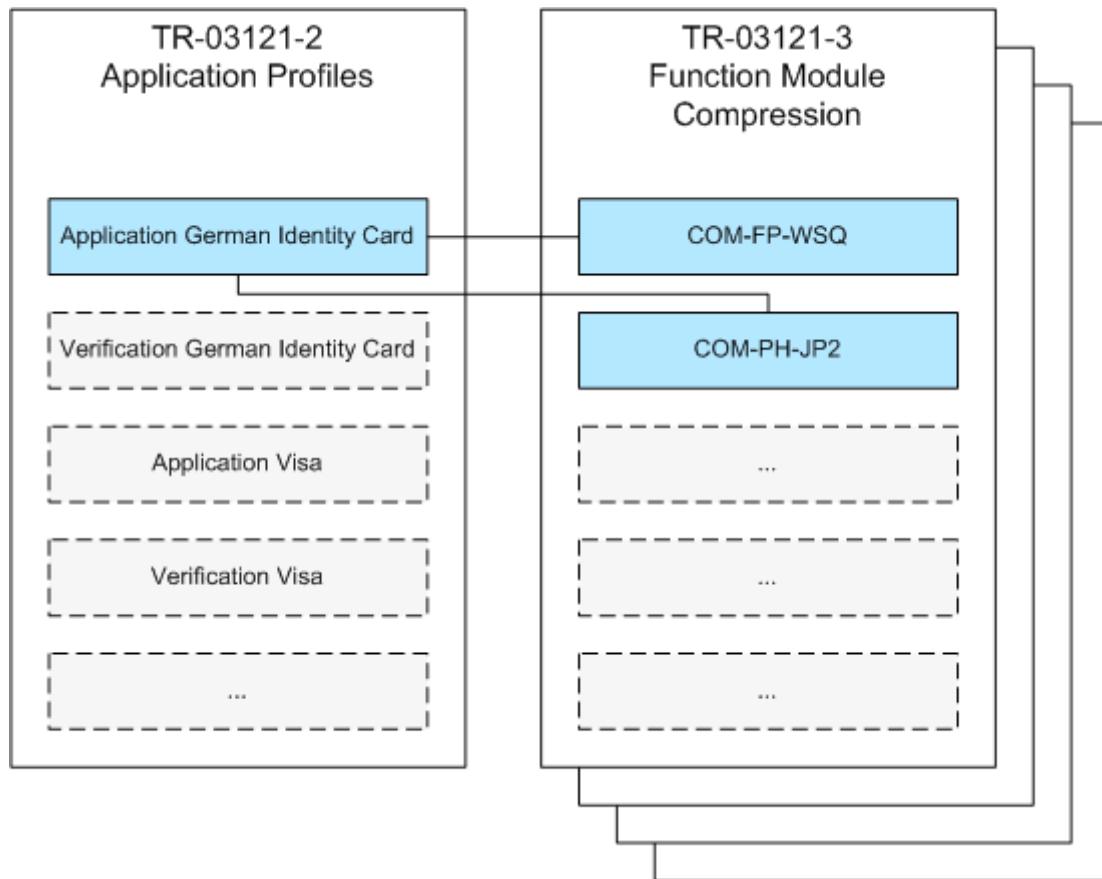 TR-03121-2
Application Profiles
Application German Identity Card
Verification German Identity Card
Application Visa
Verification Visa
...
TR-03121-3
Function Module
Compression
COM-FP-WSQ
COM-PH-JP2
...
...
...